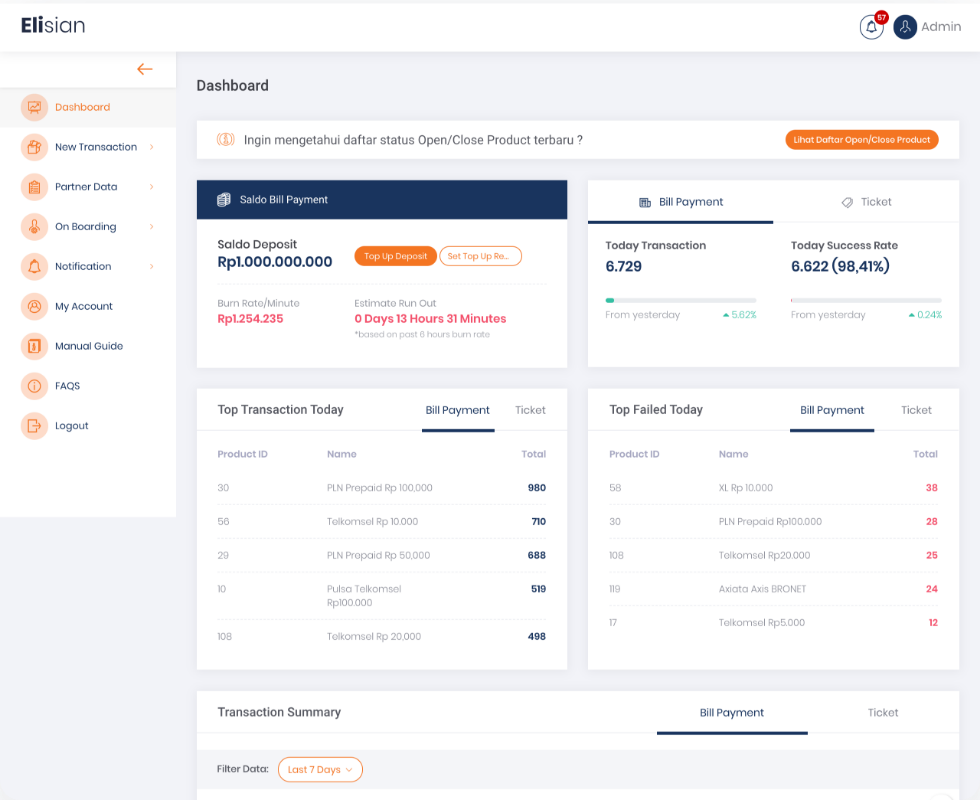 Elisian
57
Admin
Dashboard
New Transaction
Partner Data
On Boarding
Notification
My Account
Manual Guide
FAQS
Logout
Dashboard
Ingin mengetahui daftar status Open/Close Product terbaru ?
Lihat Daftar Open/Close Product
Saldo Bill Payment
Saldo Deposit
Rp1.000.000.000
Top Up Deposit
Set Top Up Re...
Burn Rate/Minute
Rp1.254.235
Estimate Run Out
0 Days 13 Hours 31 Minutes
*based on past 6 hours burn rate
Bill Payment
Ticket
Today Transaction
6.729
From yesterday
5.62%
Today Success Rate
6.622 (98,41%)
From yesterday
0.24%
Top Transaction Today
Bill Payment
Ticket
Product ID Name Total
30 PLN Prepaid Rp 100,000 980
56 Telkomsel Rp 10.000 710
29 PLN Prepaid Rp 50,000 688
10 Pulsa Telkomsel 519
Rp100.000
108 Telkomsel Rp 20,000 498
Top Failed Today
Bill Payment
Ticket
Product ID Name Total
58 XL Rp 10.000 38
30 PLN Prepaid Rp100.000 28
108 Telkomsel Rp20.000 25
119 Axiata Axis BRONET 24
17 Telkomsel Rp5.000 12
Transaction Summary
Bill Payment
Ticket
Filter Data:
Last 7 Days